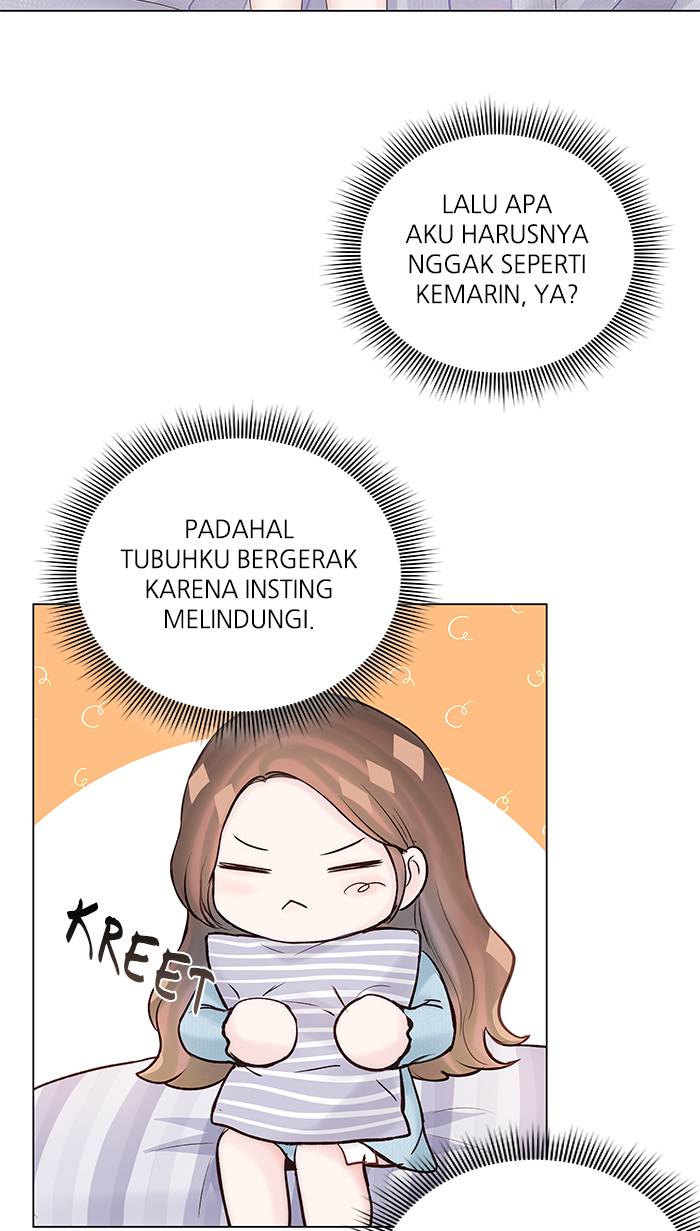 LALU APA
AKU HARUSNYA
NGGAK SEPERTI
KEMARIN, YA?
PADAHAL
TUBUHKU BERGERAK
KARENA INSTING
MELINDUNGI.
KREET